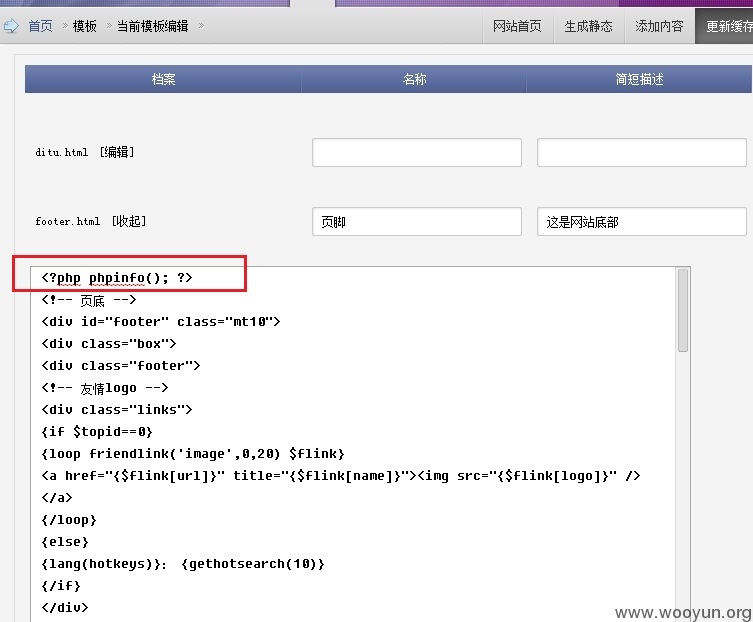 首页 > 模板 > 当前模板编辑 > 网站首页 生成静态 添加内容 更新缓存
档案 名称 简短描述
ditu.html [编辑]
footer.html [收起] 页脚 这是网站底部
<?php phpinfo(); ?>
<!-- 页底 -->
<div id="footer" class="mt10">
<div class="box">
<div class="footer">
<!-- 友情logo -->
<div class="links">
{if $topid==0}
{loop friendlink('image',0,20) $flink}
<a href="{$flink[url]}" title="{$flink[name]}"><img src="{$flink[logo]}" />
</a>
{/loop}
{else}
{lang(hotkeys)}： {gethotsearch(10)}
{/if}
</div>
www.wooyun.org